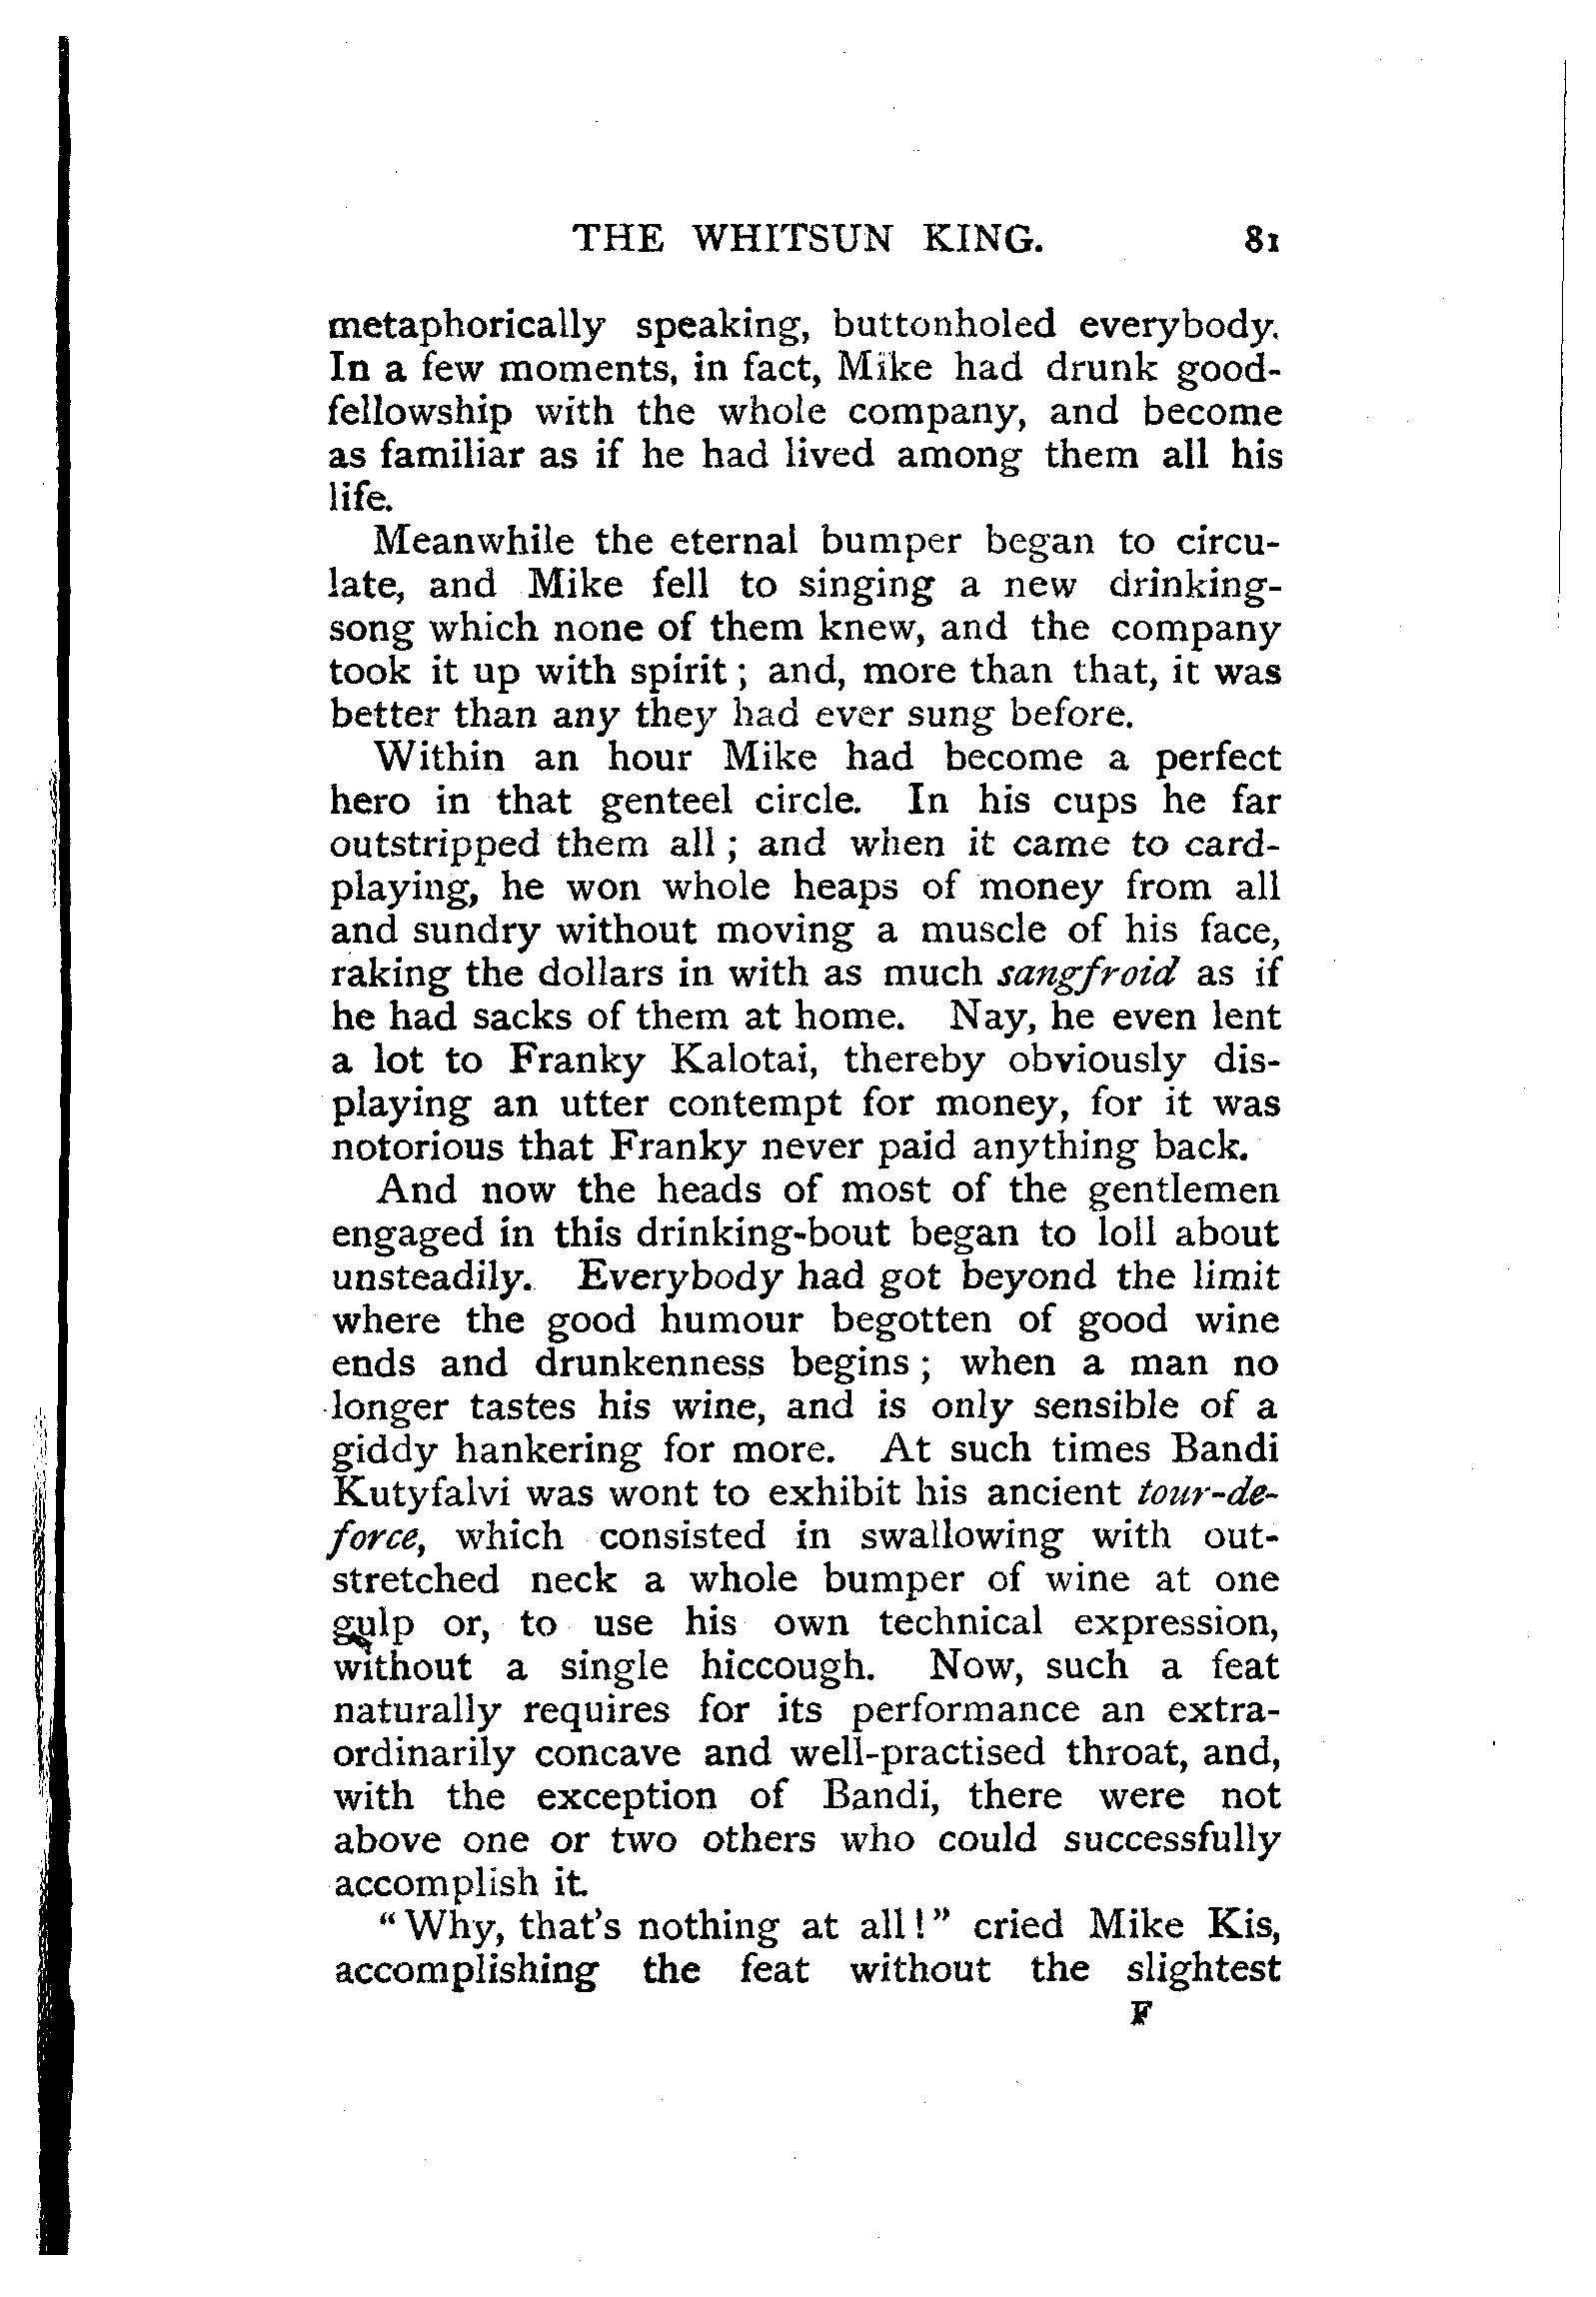 THE WHITSUN KING. 81
metaphorically speaking, buttonholed everybody.
In a few moments, in fact, Mike had drunk good-
fellowship with the whole company, and become
as familiar as if he had lived among them all his
life.
Meanwhile the eternal bumper began to circu-
late, and Mike fell to singing a new drinking-
song which none of them knew, and the company
took it up with spirit; and, more than that, it was
better than any they had ever sung before.
Within an hour Mike had become a perfect
hero in that genteel circle. In his cups he far
outstripped them all; and when it came to card-
playing, he won whole heaps of money from all
and sundry without moving a muscle of his face,
raking the dollars in with as much sangfroid as if
he had sacks of them at home. Nay, he even lent
a lot to Franky Kalotai, thereby obviously dis-
playing an utter contempt for money, for it was
notorious that Franky never paid anything back.
And now the heads of most of the gentlemen
engaged in this drinking-bout began to loll about
unsteadily. Everybody had got beyond the limit
where the good humour begotten of good wine
ends and drunkenness begins; when a man no
longer tastes his wine, and is only sensible of a
giddy hankering for more. At such times Bandi
Kutyfalvi was wont to exhibit his ancient tour-de-
force, which consisted in swallowing with out-
stretched neck a whole bumper of wine at one
gulp or, to use his own technical expression,
without a single hiccough. Now, such a feat
naturally requires for its performance an extra-
ordinarily concave and well-practised throat, and,
with the exception of Bandi, there were not
above one or two others who could successfully
accomplish it.
"Why, that's nothing at all!" cried Mike Kis,
accomplishing the feat without the slightest
F